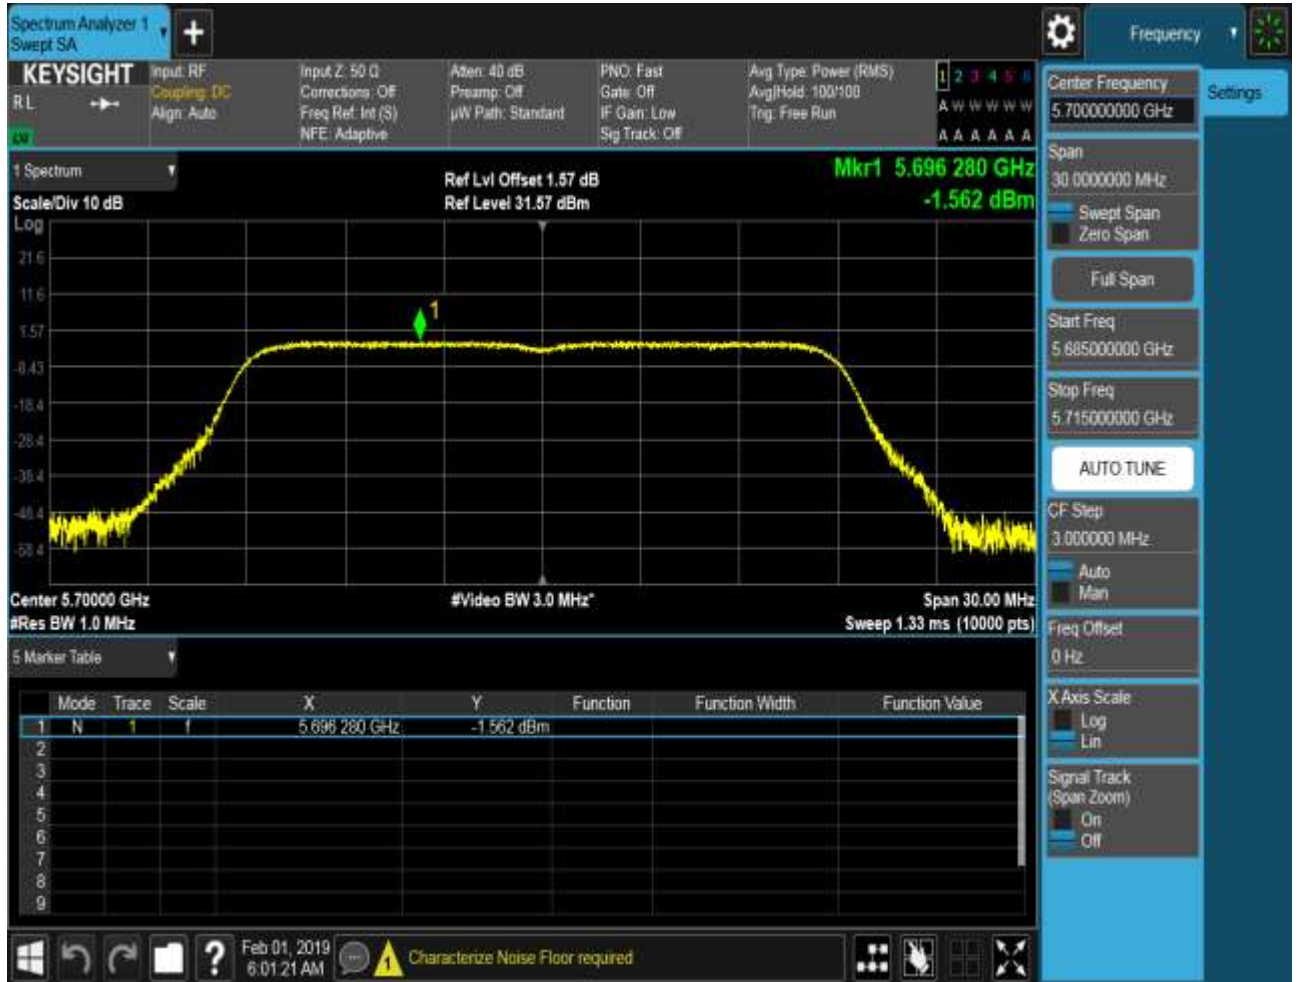 Spectrum Analyzer 1
Swept SA
Frequency
KEYSIGHT
R L
Input: RF
Coupling: DC
Align: Auto
Input Z: 50 Ω
Corrections: Off
Freq Ref: Int (S)
NFE: Adaptive
Atten: 40 dB
Preamp: Off
µW Path: Standard
PNO: Fast
Gate: Off
IF Gain: Low
Sig Track: Off
Avg Type: Power (RMS)
Avg|Hold: 100/100
Trig: Free Run
1 2 3 4 5 6
A W W W W W
A A A A A A
1 Spectrum
Scale/Div 10 dB
Log
Ref Lvl Offset 1.57 dB
Ref Level 31.57 dBm
Mkr1 5.696 280 GHz
-1.562 dBm
21.6
11.6
1.57
-8.43
-18.4
-28.4
-38.4
-48.4
-58.4
1
Center 5.70000 GHz
#Res BW 1.0 MHz
#Video BW 3.0 MHz*
Span 30.00 MHz
Sweep 1.33 ms (10000 pts)
5 Marker Table
Mode Trace Scale X Y Function Function Width Function Value
1 N 1 f 5.696 280 GHz -1.562 dBm
2
3
4
5
6
7
8
9
Feb 01, 2019
6:01:21 AM
1
Characterize Noise Floor required
Settings
Center Frequency
5.700000000 GHz
Span
30.0000000 MHz
Swept Span
Zero Span
Full Span
Start Freq
5.685000000 GHz
Stop Freq
5.715000000 GHz
AUTO TUNE
CF Step
3.000000 MHz
Auto
Man
Freq Offset
0 Hz
X Axis Scale
Log
Lin
Signal Track
(Span Zoom)
On
Off